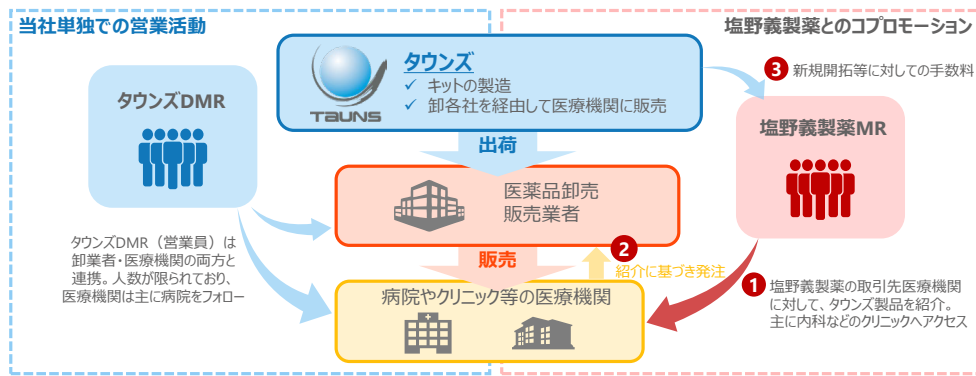 当社単独での営業活動
塩野義製薬とのコプロモーション
タウンズ
✓ キットの製造
✓ 卸各社を経由して医療機関に販売
TAUNS
3 新規開拓等に対しての手数料
タウンズDMR
塩野義製薬MR
出荷
医薬品卸売
販売業者
タウンズDMR（営業員）は
卸業者・医療機関の両方と
連携。人数が限られており、
医療機関は主に病院をフォロー
販売
2
紹介に基づき発注
病院やクリニック等の医療機関
1 塩野義製薬の取引先医療機関
に対して、タウンズ製品を紹介。
主に内科などのクリニックへアクセス